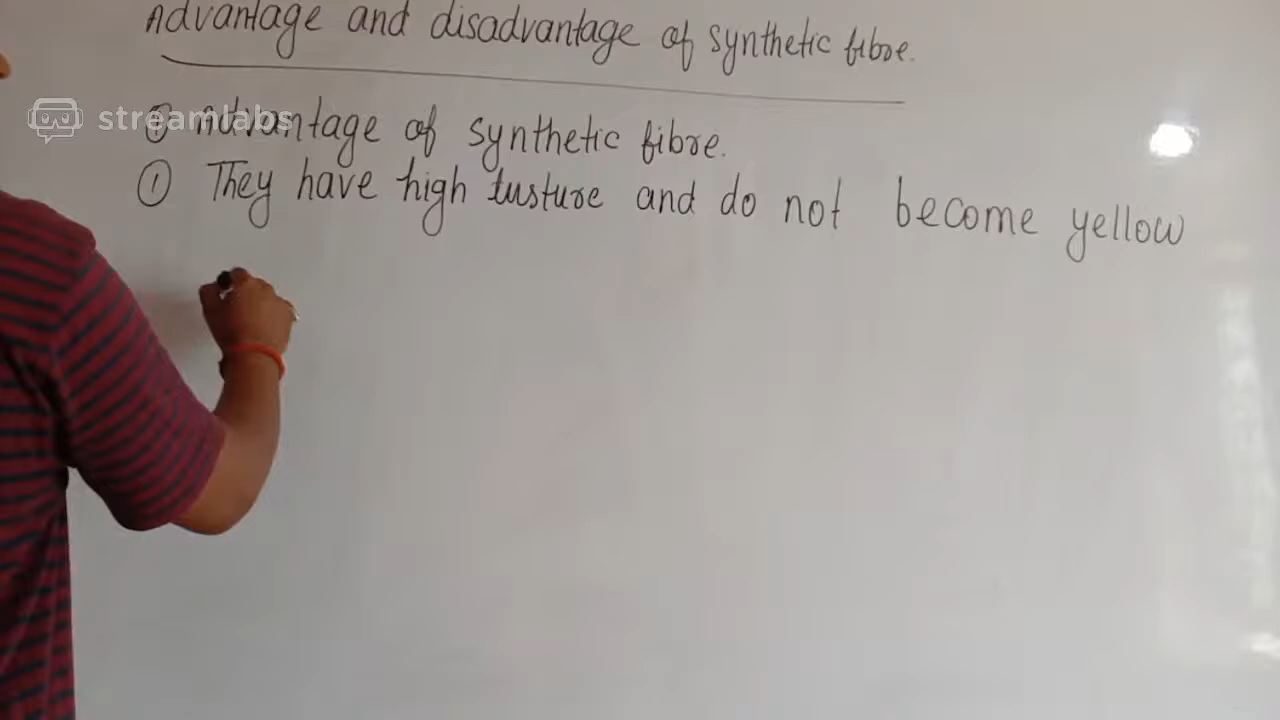 Advantage and disadvantage of synthetic fibre.
streamlabs
① Advantage of synthetic fibre.
① They have high lusture and do not become yellow